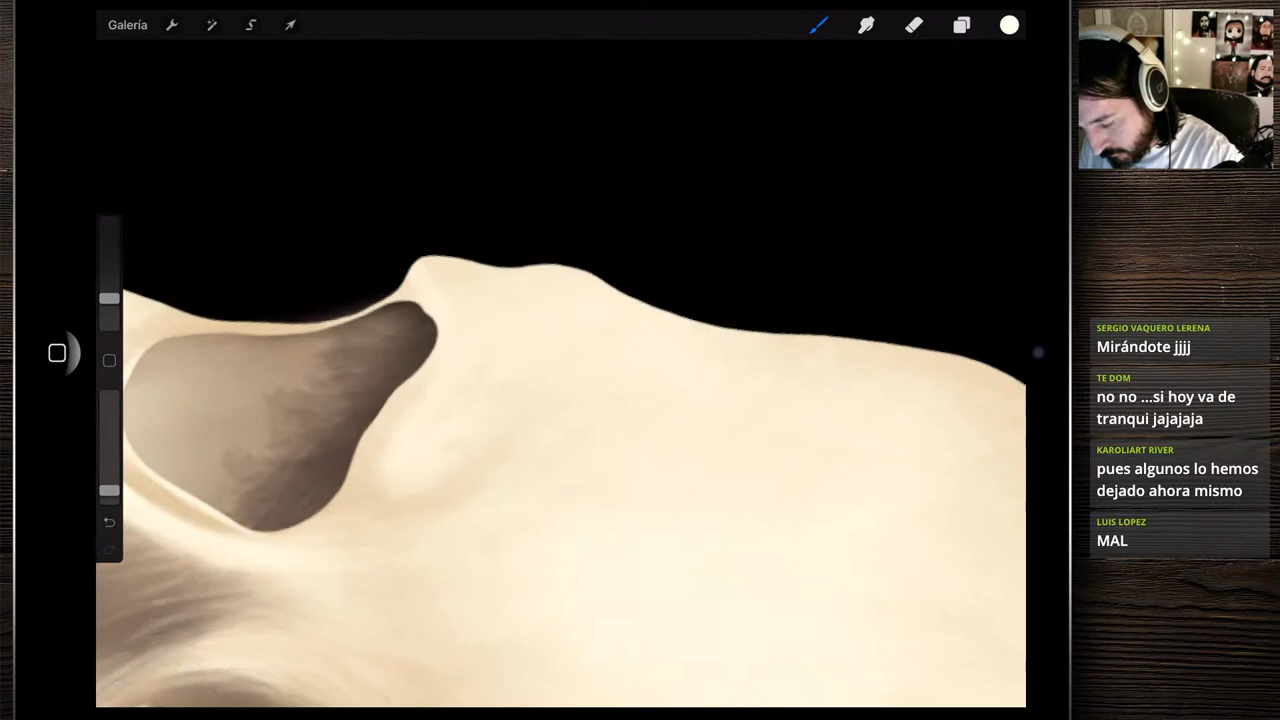 Galería
SERGIO VAQUERO LERENA
Mirándote jjjj
TE DOM
no no ...si hoy va de
tranqui jajajaja
KAROLIART RIVER
pues algunos lo hemos
dejado ahora mismo
LUIS LOPEZ
MAL